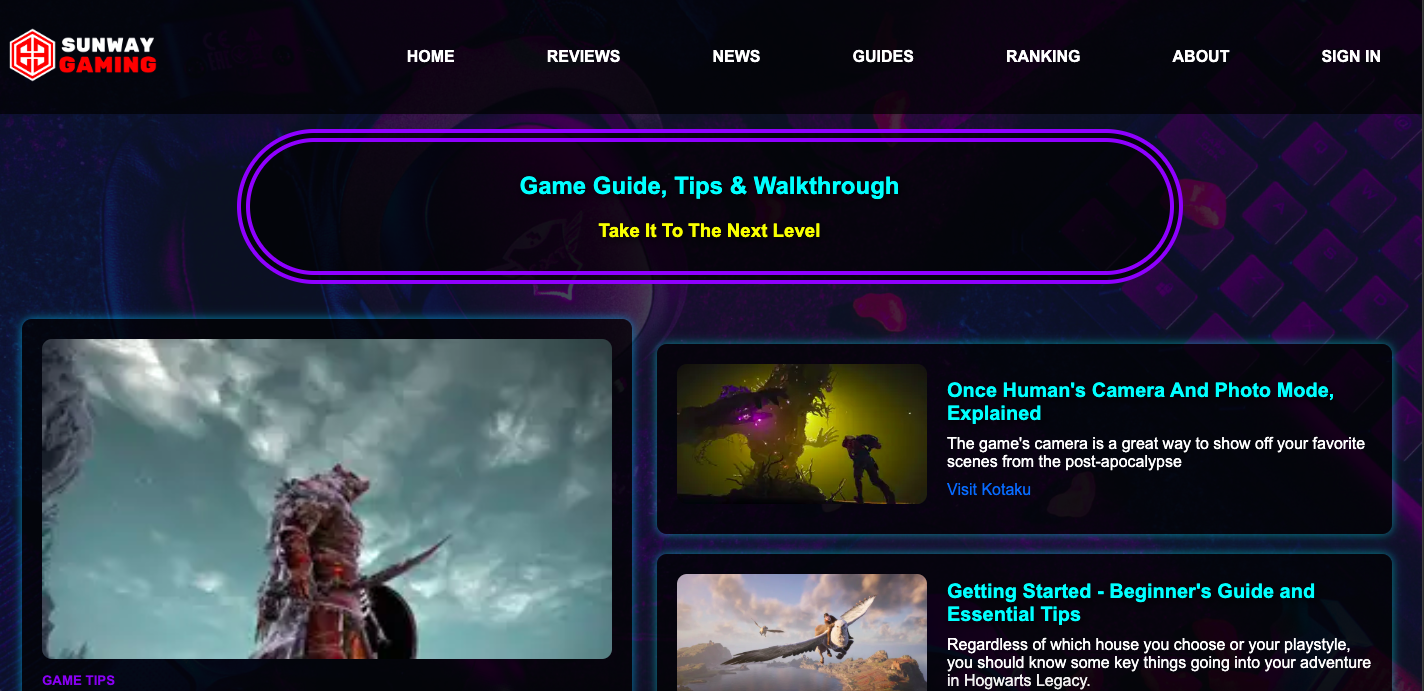 SUNWAY
GAMING
HOME
REVIEWS
NEWS
GUIDES
RANKING
ABOUT
SIGN IN
Game Guide, Tips & Walkthrough
Take It To The Next Level
GAME TIPS
Once Human's Camera And Photo Mode,
Explained
The game's camera is a great way to show off your favorite
scenes from the post-apocalypse
Visit Kotaku
Getting Started - Beginner's Guide and
Essential Tips
Regardless of which house you choose or your playstyle,
you should know some key things going into your adventure
in Hogwarts Legacy.